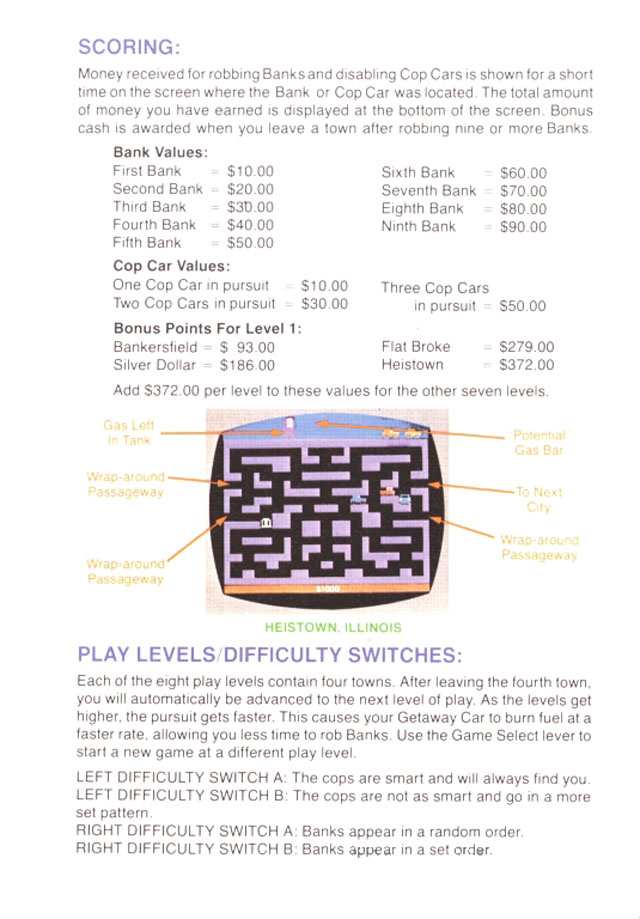 SCORING:
Money received for robbing Banks and disabling Cop Cars is shown for a short
time on the screen where the Bank or Cop Car was located. The total amount
of money you have earned is displayed at the bottom of the screen. Bonus
cash is awarded when you leave a town after robbing nine or more Banks.
Bank Values:
First Bank = $10.00
Second Bank = $20.00
Third Bank = $30.00
Fourth Bank = $40.00
Fifth Bank = $50.00
Sixth Bank = $60.00
Seventh Bank = $70.00
Eighth Bank = $80.00
Ninth Bank = $90.00
Cop Car Values:
One Cop Car in pursuit = $10.00
Two Cop Cars in pursuit = $30.00
Three Cop Cars
in pursuit = $50.00
Bonus Points For Level 1:
Bankersfield = $ 93.00
Silver Dollar = $186.00
Flat Broke = $279.00
Heistown = $372.00
Add $372.00 per level to these values for the other seven levels.
Gas Left
In Tank
Wrap-around
Passageway
Wrap-around
Passageway
Potential
Gas Bar
To Next
City
Wrap-around
Passageway
HEISTOWN, ILLINOIS
PLAY LEVELS/DIFFICULTY SWITCHES:
Each of the eight play levels contain four towns. After leaving the fourth town,
you will automatically be advanced to the next level of play. As the levels get
higher, the pursuit gets faster. This causes your Getaway Car to burn fuel at a
faster rate, allowing you less time to rob Banks. Use the Game Select lever to
start a new game at a different play level.
LEFT DIFFICULTY SWITCH A: The cops are smart and will always find you.
LEFT DIFFICULTY SWITCH B: The cops are not as smart and go in a more
set pattern.
RIGHT DIFFICULTY SWITCH A: Banks appear in a random order.
RIGHT DIFFICULTY SWITCH B: Banks appear in a set order.